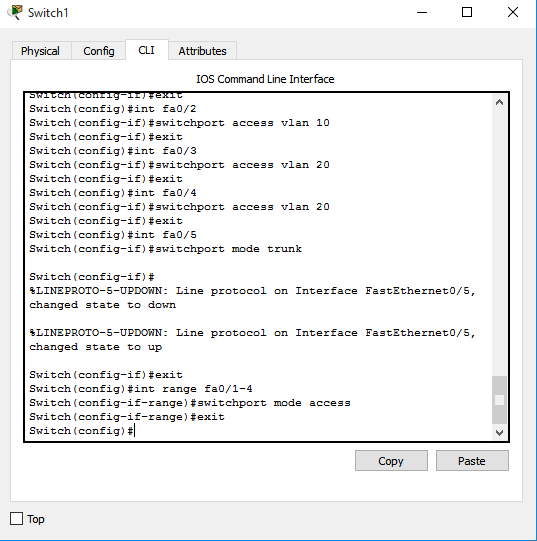 Switch1
Physical Config CLI Attributes
IOS Command Line Interface
Switch(config-if)#exit
Switch(config)#int fa0/2
Switch(config-if)#switchport access vlan 10
Switch(config-if)#exit
Switch(config)#int fa0/3
Switch(config-if)#switchport access vlan 20
Switch(config-if)#exit
Switch(config)#int fa0/4
Switch(config-if)#switchport access vlan 20
Switch(config-if)#exit
Switch(config)#int fa0/5
Switch(config-if)#switchport mode trunk
Switch(config-if)#
%LINEPROTO-5-UPDOWN: Line protocol on Interface FastEthernet0/5,
changed state to down
%LINEPROTO-5-UPDOWN: Line protocol on Interface FastEthernet0/5,
changed state to up
Switch(config-if)#exit
Switch(config)#int range fa0/1-4
Switch(config-if-range)#switchport mode access
Switch(config-if-range)#exit
Switch(config)#
Copy Paste
Top